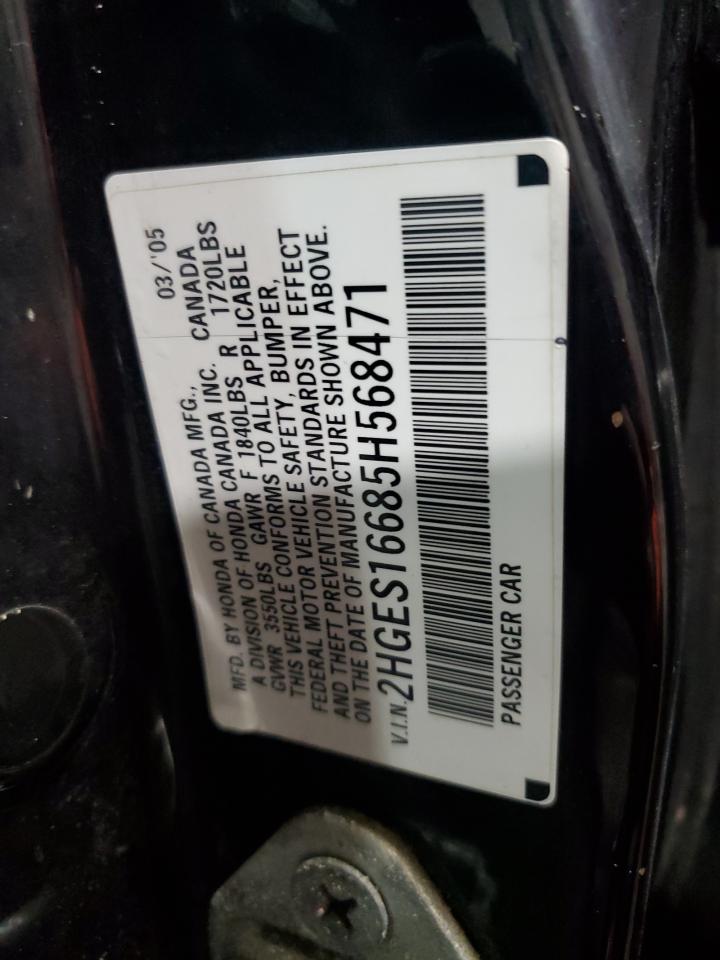 MFD. BY HONDA OF CANADA MFG., 03/'05
A DIVISION OF HONDA CANADA INC. CANADA
GVWR 3550LBS GAWR F 1840LBS R 1720LBS
THIS VEHICLE CONFORMS TO ALL APPLICABLE
FEDERAL MOTOR VEHICLE SAFETY, BUMPER,
AND THEFT PREVENTION STANDARDS IN EFFECT
ON THE DATE OF MANUFACTURE SHOWN ABOVE.
V.I.N. 2HGES16685H568471
PASSENGER CAR